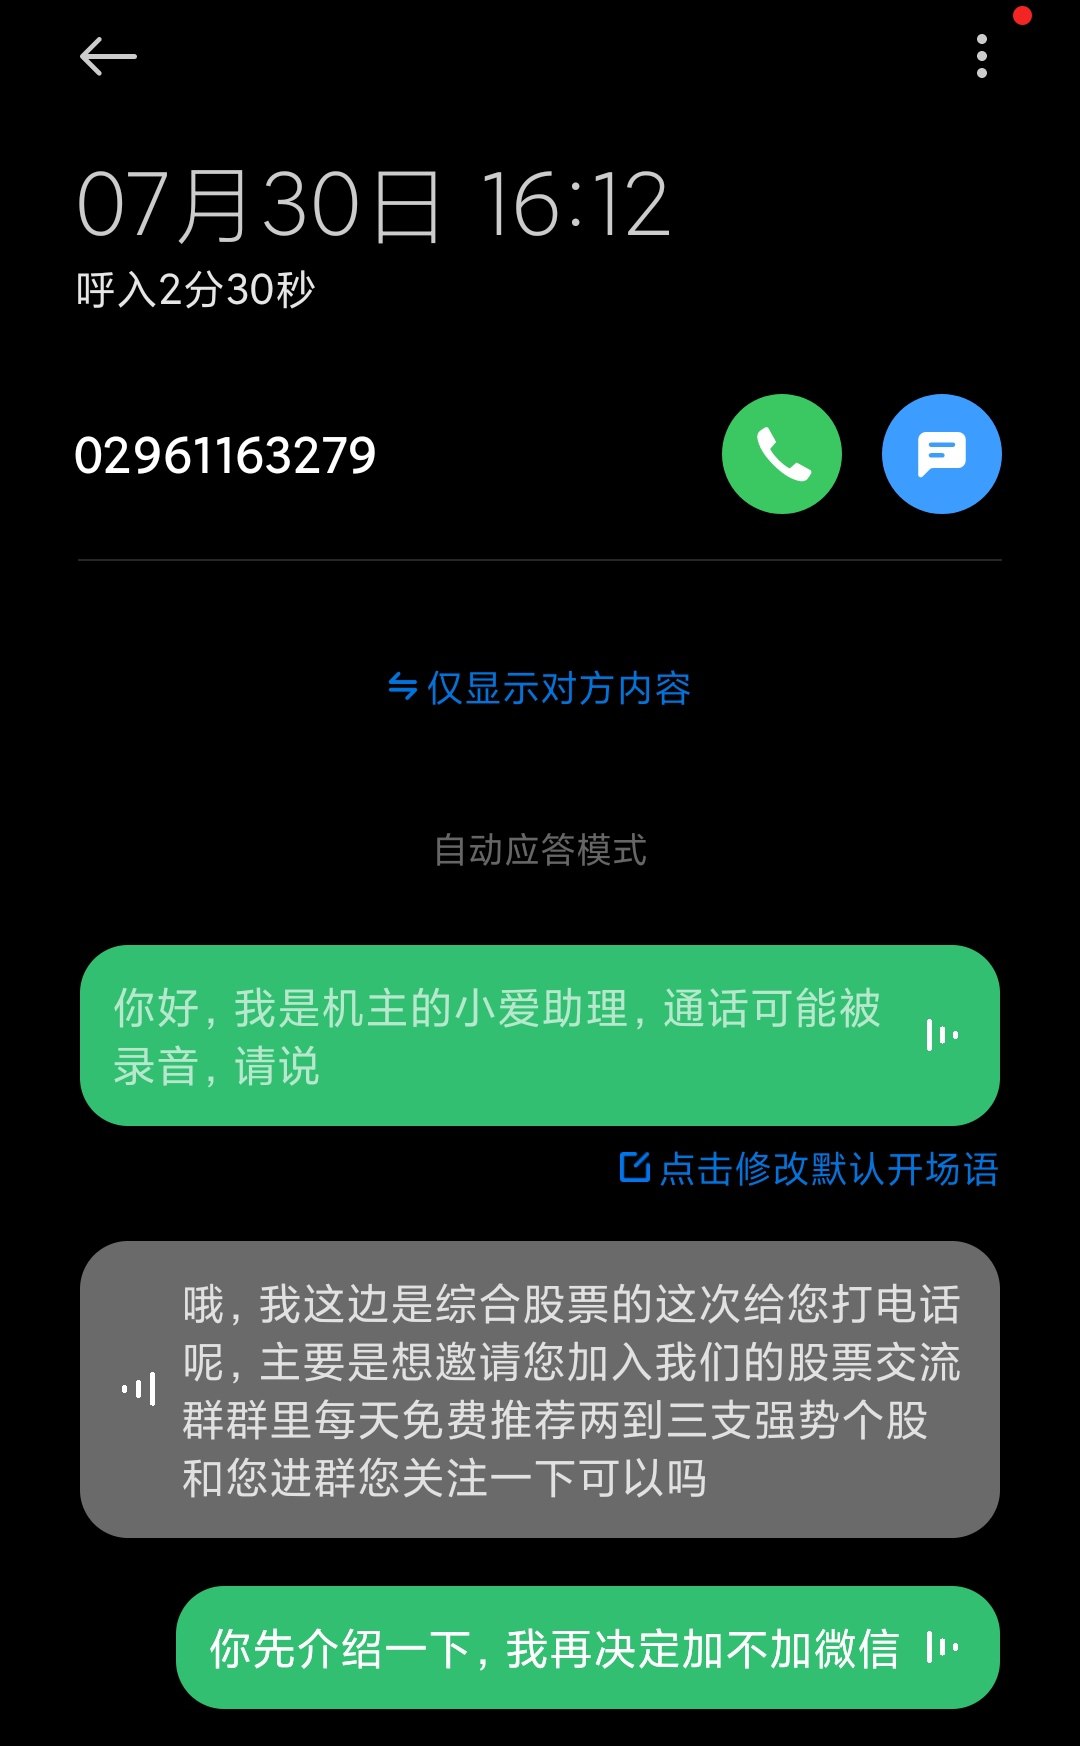 07月30日 16:12
呼入2分30秒
02961163279
仅显示对方内容
自动应答模式
你好，我是机主的小爱助理，通话可能被
录音，请说
点击修改默认开场语
哦，我这边是综合股票的这次给您打电话
呢，主要是想邀请您加入我们的股票交流
群群里每天免费推荐两到三支强势个股
和您进群您关注一下可以吗
你先介绍一下，我再决定加不加微信